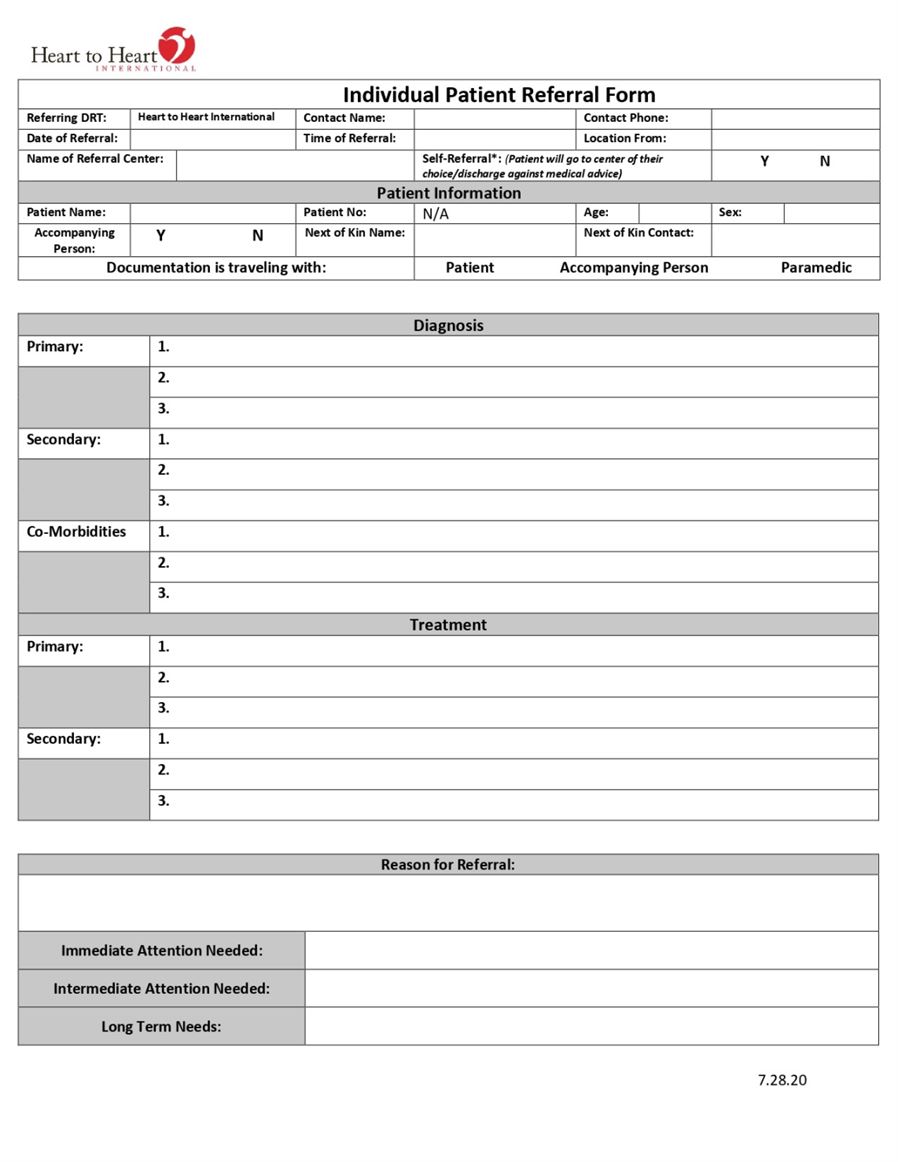 Heart to Heart
INTERNATIONAL
Individual Patient Referral Form
Referring DRT: Heart to Heart International Contact Name: Contact Phone:
Date of Referral: Time of Referral: Location From:
Name of Referral Center: Self-Referral*: (Patient will go to center of their Y N
choice/discharge against medical advice)
Patient Information
Patient Name: Patient No: N/A Age: Sex:
Accompanying Y N Next of Kin Name: Next of Kin Contact:
Person:
Documentation is traveling with: Patient Accompanying Person Paramedic
Diagnosis
Primary: 1.
2.
3.
Secondary: 1.
2.
3.
Co-Morbidities 1.
2.
3.
Treatment
Primary: 1.
2.
3.
Secondary: 1.
2.
3.
Reason for Referral:
Immediate Attention Needed:
Intermediate Attention Needed:
Long Term Needs:
7.28.20